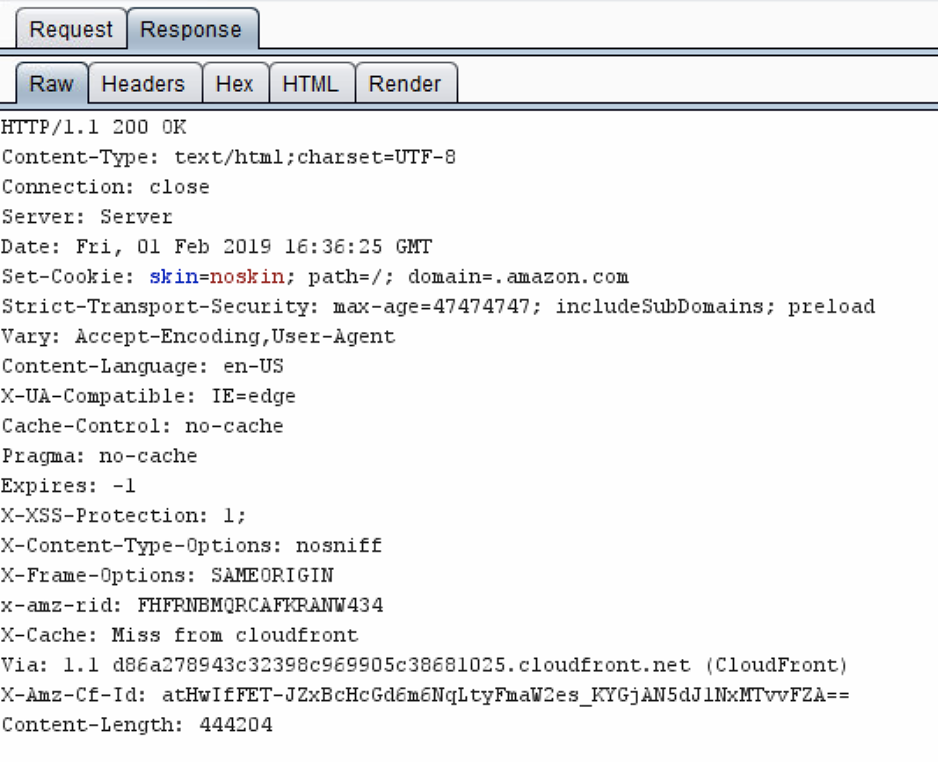 Request Response
Raw Headers Hex HTML Render
HTTP/1.1 200 OK
Content-Type: text/html;charset=UTF-8
Connection: close
Server: Server
Date: Fri, 01 Feb 2019 16:36:25 GMT
Set-Cookie: skin=noskin; path=/; domain=.amazon.com
Strict-Transport-Security: max-age=47474747; includeSubDomains; preload
Vary: Accept-Encoding,User-Agent
Content-Language: en-US
X-UA-Compatible: IE=edge
Cache-Control: no-cache
Pragma: no-cache
Expires: -1
X-XSS-Protection: 1;
X-Content-Type-Options: nosniff
X-Frame-Options: SAMEORIGIN
x-amz-rid: FHFRNBMQRCAFKRANW434
X-Cache: Miss from cloudfront
Via: 1.1 d86a278943c32398c969905c38681025.cloudfront.net (CloudFront)
X-Amz-Cf-Id: atHwIfFET-JZxBcHcGd6m6NqLtyFmaW2es_KYGjAN5dJ1NxMTvvFZA==
Content-Length: 444204